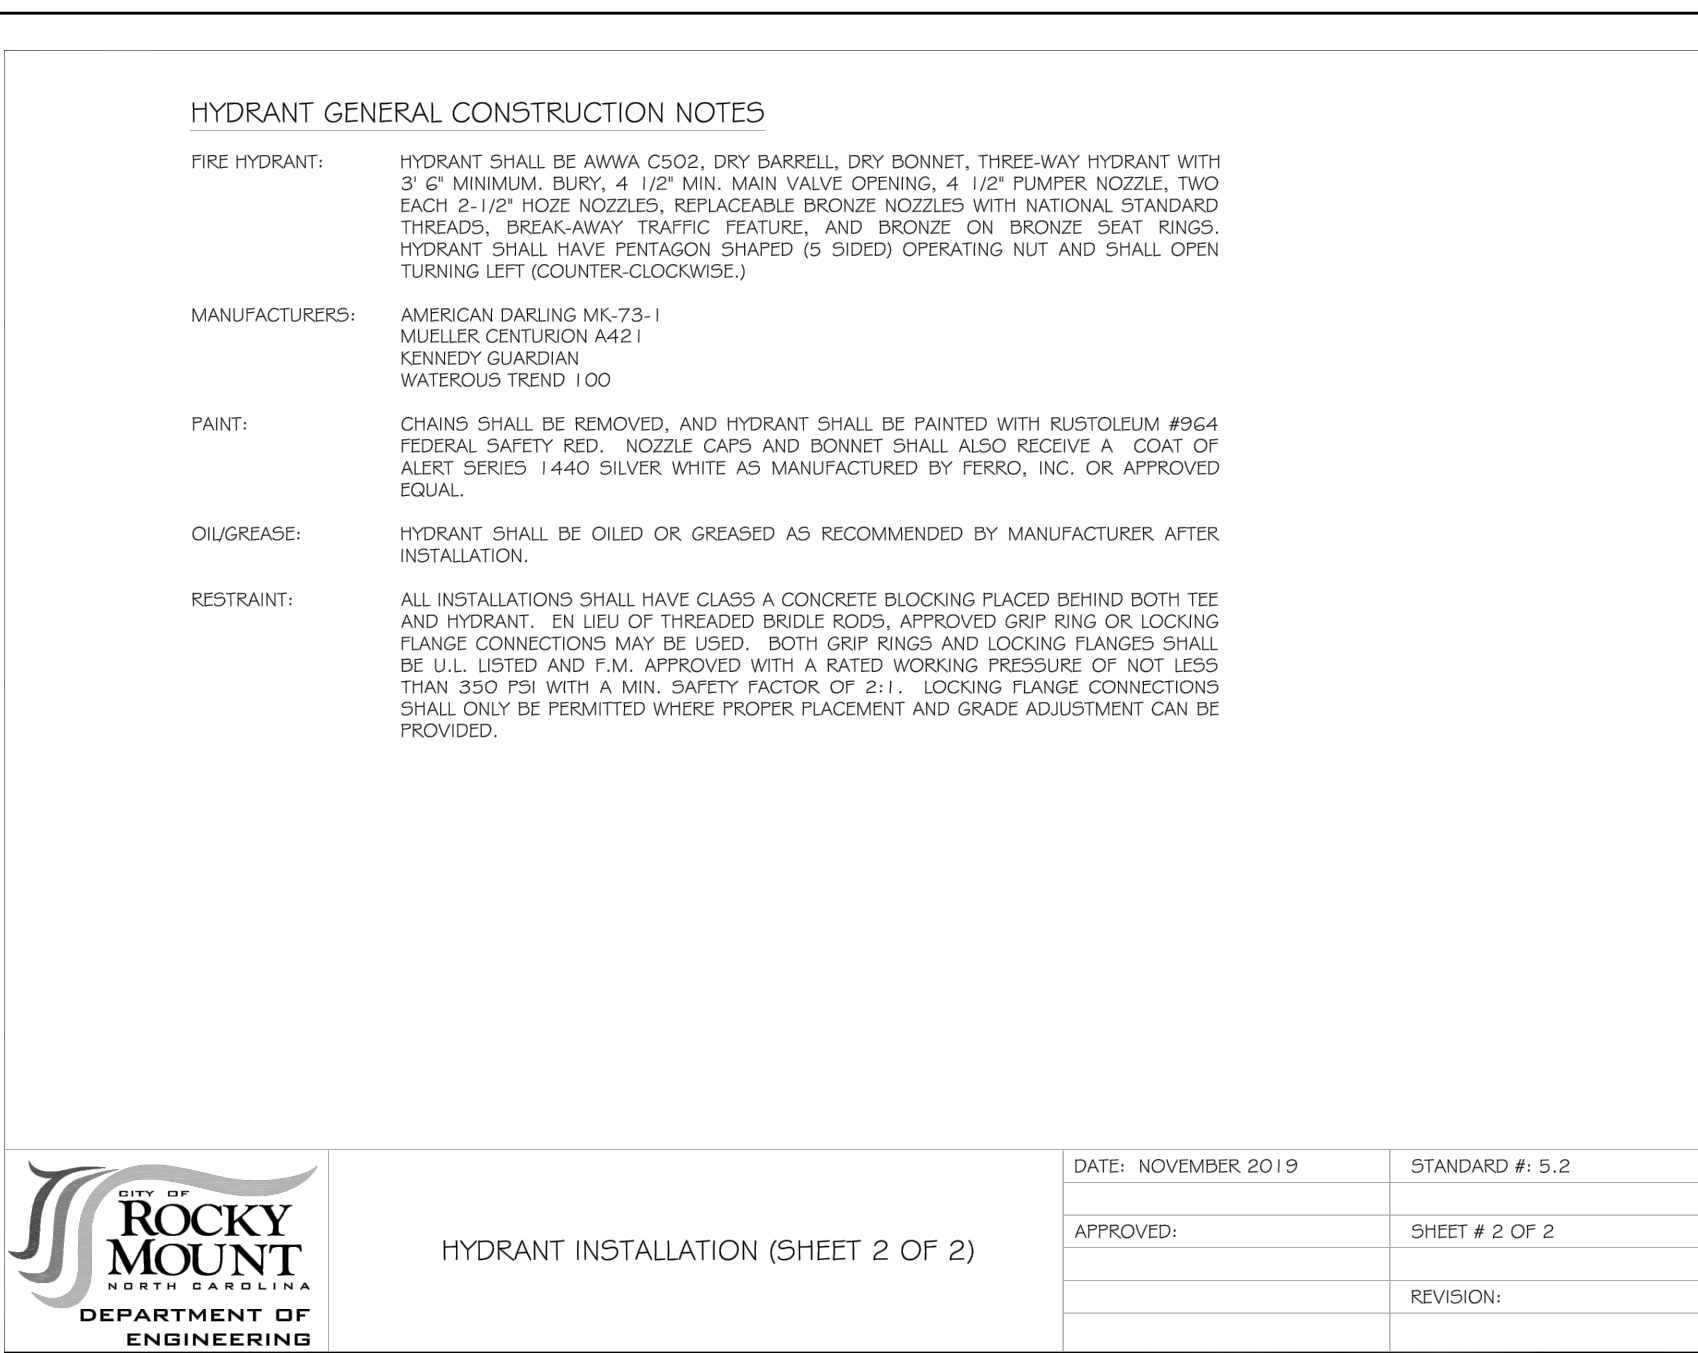 HYDRANT GENERAL CONSTRUCTION NOTES
FIRE HYDRANT: HYDRANT SHALL BE AWWA C502, DRY BARRELL, DRY BONNET, THREE-WAY HYDRANT WITH
3' 6" MINIMUM. BURY, 4 1/2" MIN. MAIN VALVE OPENING, 4 1/2" PUMPER NOZZLE, TWO
EACH 2-1/2" HOZE NOZZLES, REPLACEABLE BRONZE NOZZLES WITH NATIONAL STANDARD
THREADS, BREAK-AWAY TRAFFIC FEATURE, AND BRONZE ON BRONZE SEAT RINGS.
HYDRANT SHALL HAVE PENTAGON SHAPED (5 SIDED) OPERATING NUT AND SHALL OPEN
TURNING LEFT (COUNTER-CLOCKWISE.)
MANUFACTURERS: AMERICAN DARLING MK-73-1
MUELLER CENTURION A421
KENNEDY GUARDIAN
WATEROUS TREND 100
PAINT: CHAINS SHALL BE REMOVED, AND HYDRANT SHALL BE PAINTED WITH RUSTOLEUM #964
FEDERAL SAFETY RED. NOZZLE CAPS AND BONNET SHALL ALSO RECEIVE A COAT OF
ALERT SERIES 1440 SILVER WHITE AS MANUFACTURED BY FERRO, INC. OR APPROVED
EQUAL.
OIL/GREASE: HYDRANT SHALL BE OILED OR GREASED AS RECOMMENDED BY MANUFACTURER AFTER
INSTALLATION.
RESTRAINT: ALL INSTALLATIONS SHALL HAVE CLASS A CONCRETE BLOCKING PLACED BEHIND BOTH TEE
AND HYDRANT. EN LIEU OF THREADED BRIDLE RODS, APPROVED GRIP RING OR LOCKING
FLANGE CONNECTIONS MAY BE USED. BOTH GRIP RINGS AND LOCKING FLANGES SHALL
BE U.L. LISTED AND F.M. APPROVED WITH A RATED WORKING PRESSURE OF NOT LESS
THAN 350 PSI WITH A MIN. SAFETY FACTOR OF 2:1. LOCKING FLANGE CONNECTIONS
SHALL ONLY BE PERMITTED WHERE PROPER PLACEMENT AND GRADE ADJUSTMENT CAN BE
PROVIDED.
CITY OF
ROCKY
MOUNT
NORTH CAROLINA
DEPARTMENT OF
ENGINEERING
HYDRANT INSTALLATION (SHEET 2 OF 2)
DATE: NOVEMBER 2019
STANDARD #: 5.2
APPROVED:
SHEET # 2 OF 2
REVISION: